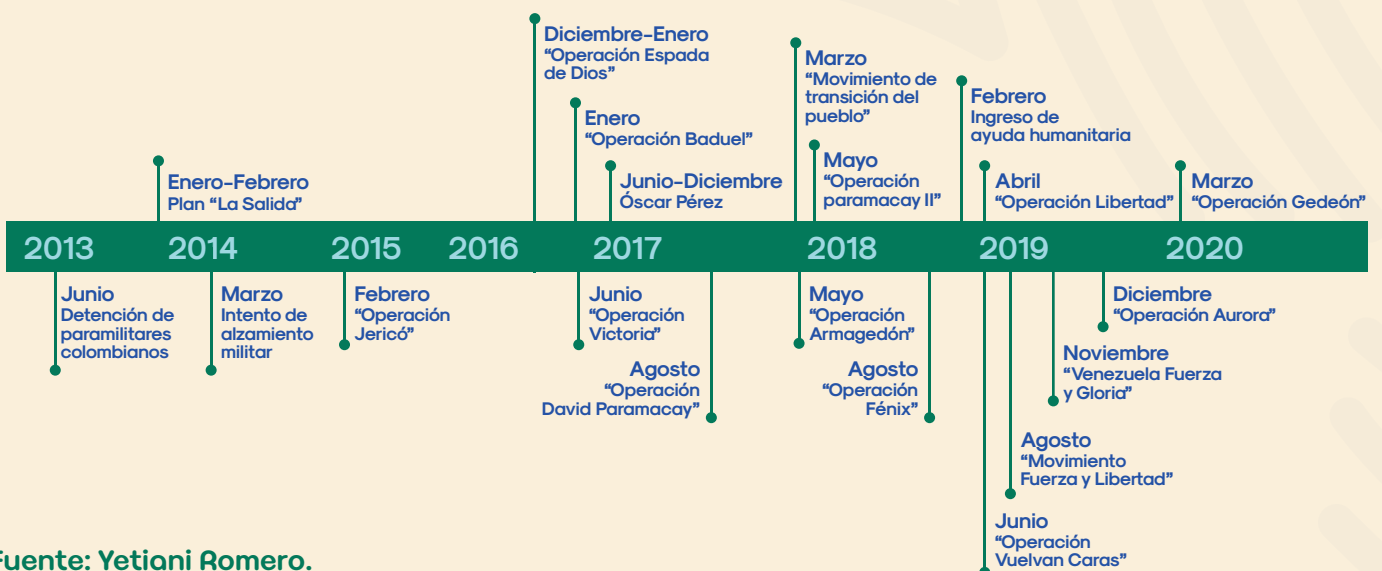 Diciembre-Enero
“Operación Espada
de Dios”
Enero
“Operación Baduel”
Enero-Febrero
Plan “La Salida”
Junio-Diciembre
Óscar Pérez
Marzo
“Movimiento de
transición del
pueblo”
Mayo
“Operación
paramacay II”
Febrero
Ingreso de
ayuda humanitaria
Abril
“Operación Libertad”
Marzo
“Operación Gedeón”
2013 2014 2015 2016 2017 2018 2019 2020
Junio
Detención de
paramilitares
colombianos
Marzo
Intento de
alzamiento
militar
Febrero
“Operación
Jericó”
Junio
“Operación
Victoria”
Agosto
“Operación
David Paramacay”
Mayo
“Operación
Armagedón”
Agosto
“Operación
Fénix”
Diciembre
“Operación Aurora”
Noviembre
“Venezuela Fuerza
y Gloria”
Agosto
“Movimiento
Fuerza y Libertad”
Junio
“Operación
Vuelvan Caras”
Fuente: Yetiani Romero.